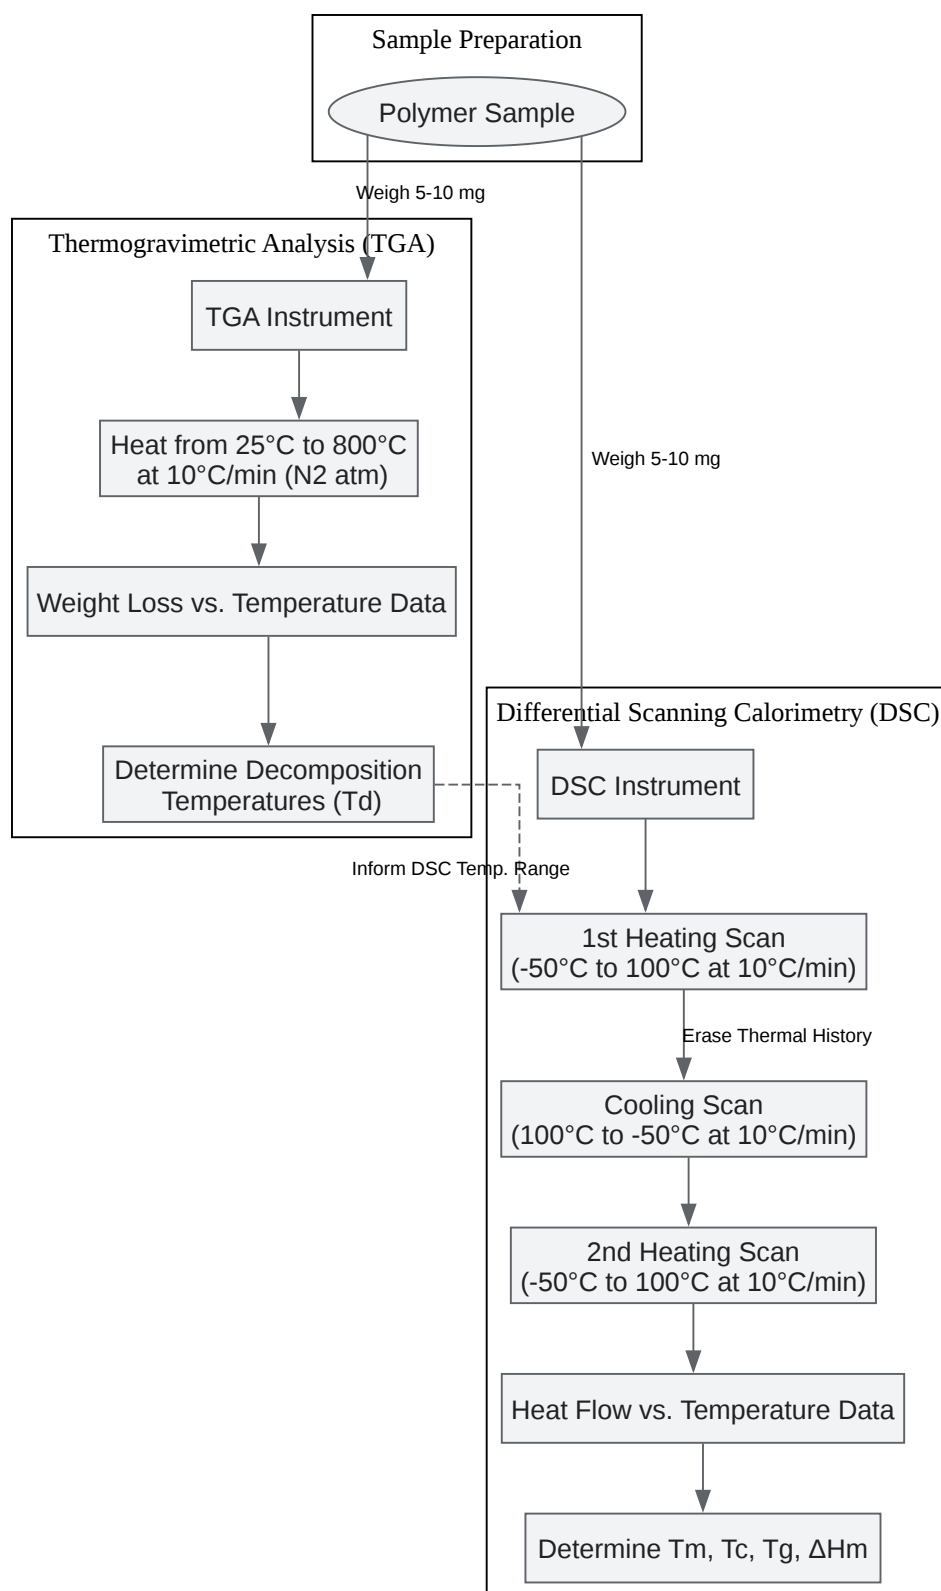 Sample Preparation
Polymer Sample
Weigh 5-10 mg
Thermogravimetric Analysis (TGA)
TGA Instrument
Heat from 25°C to 800°C
at 10°C/min (N2 atm)
Weigh 5-10 mg
Weight Loss vs. Temperature Data
Determine Decomposition
Temperatures (Td)
Differential Scanning Calorimetry (DSC)
DSC Instrument
Inform DSC Temp. Range
1st Heating Scan
(-50°C to 100°C at 10°C/min)
Erase Thermal History
Cooling Scan
(100°C to -50°C at 10°C/min)
2nd Heating Scan
(-50°C to 100°C at 10°C/min)
Heat Flow vs. Temperature Data
Determine Tm, Tc, Tg, ΔHm